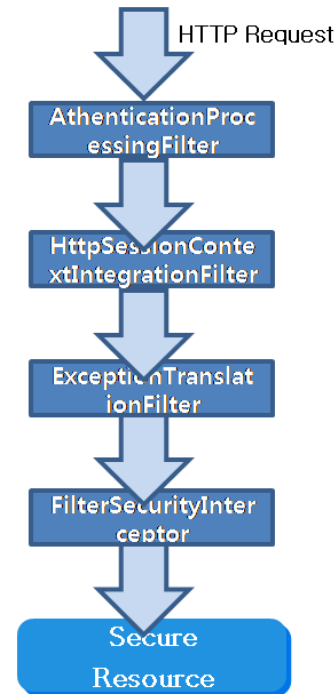 HTTP Request
AthenticationProc
essingFilter
HttpSessionConte
xtIntegrationFilter
ExceptionTranslat
ionFilter
FilterSecurityInter
ceptor
Secure
Resource